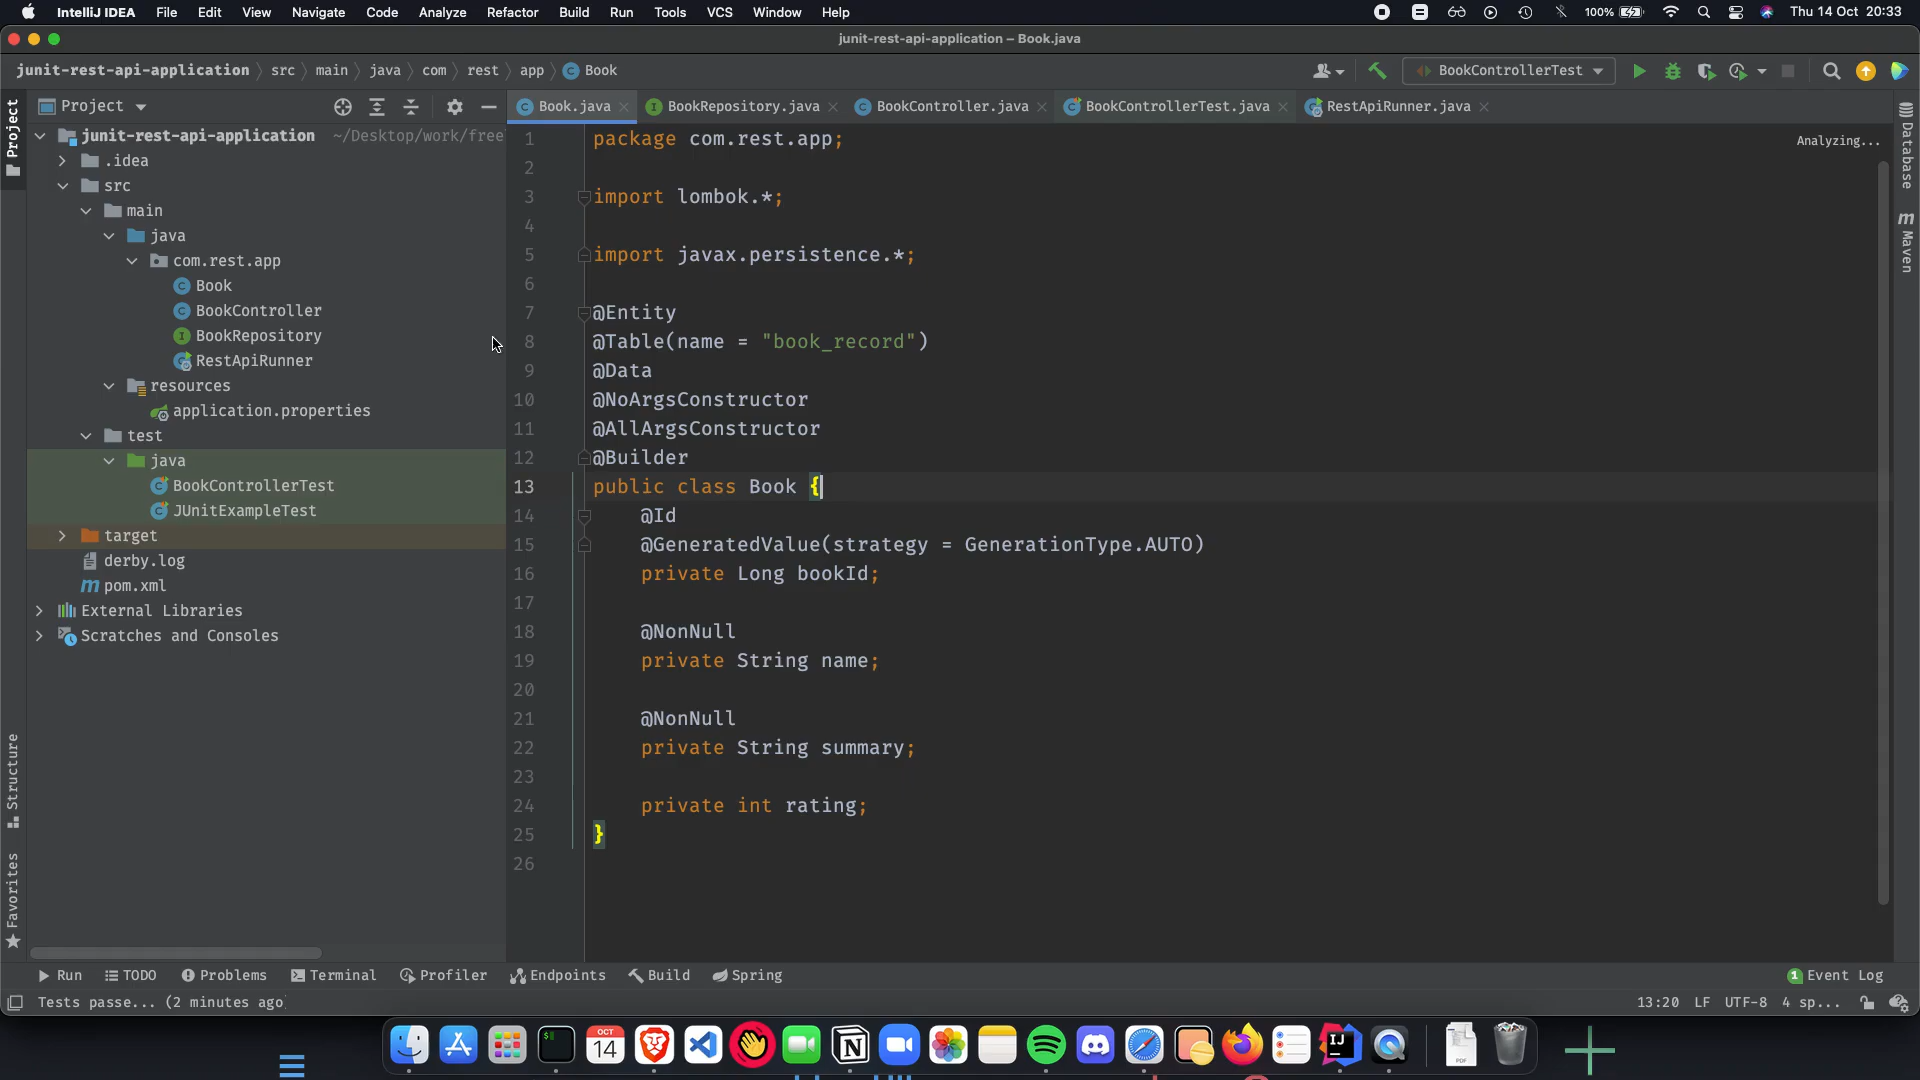 IntelliJ IDEA File Edit View Navigate Code Analyze Refactor Build Run Tools VCS Window Help 100% Thu 14 Oct 20:33
junit-rest-api-application – Book.java
junit-rest-api-application src main java com rest app Book BookControllerTest
Project
Book.java BookRepository.java BookController.java BookControllerTest.java RestApiRunner.java
Project
Structure
Favorites
junit-rest-api-application ~/Desktop/work/free
.idea
src
main
java
com.rest.app
Book
BookController
BookRepository
RestApiRunner
resources
application.properties
test
java
BookControllerTest
JUnitExampleTest
target
derby.log
pom.xml
External Libraries
Scratches and Consoles
Analyzing...
1 package com.rest.app;
2
3 import lombok.*;
4
5 import javax.persistence.*;
6
7 @Entity
8 @Table(name = "book_record")
9 @Data
10 @NoArgsConstructor
11 @AllArgsConstructor
12 @Builder
13 public class Book {
14 @Id
15 @GeneratedValue(strategy = GenerationType.AUTO)
16 private Long bookId;
17
18 @NonNull
19 private String name;
20
21 @NonNull
22 private String summary;
23
24 private int rating;
25 }
26
Database
Maven
Run TODO Problems Terminal Profiler Endpoints Build Spring 1 Event Log
Tests passe... (2 minutes ago) 13:20 LF UTF-8 4 sp...
OCT
14
IJ
PDF